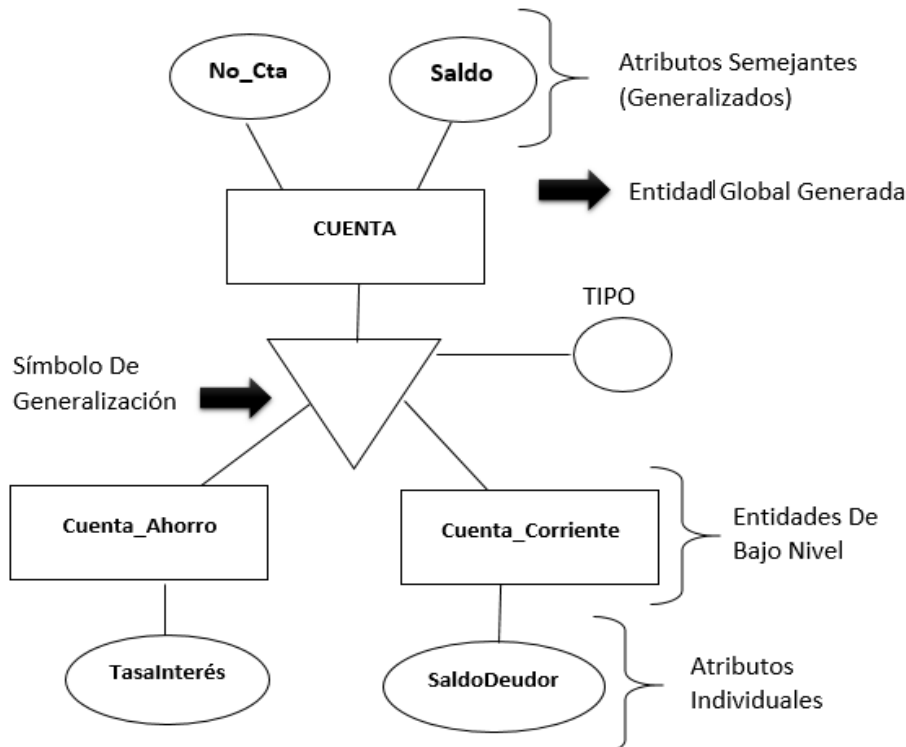 No_Cta
Saldo
Atributos Semejantes
(Generalizados)
Entidad Global Generada
CUENTA
TIPO
Símbolo De
Generalización
Cuenta_Ahorro
Cuenta_Corriente
Entidades De
Bajo Nivel
TasaInterés
SaldoDeudor
Atributos
Individuales